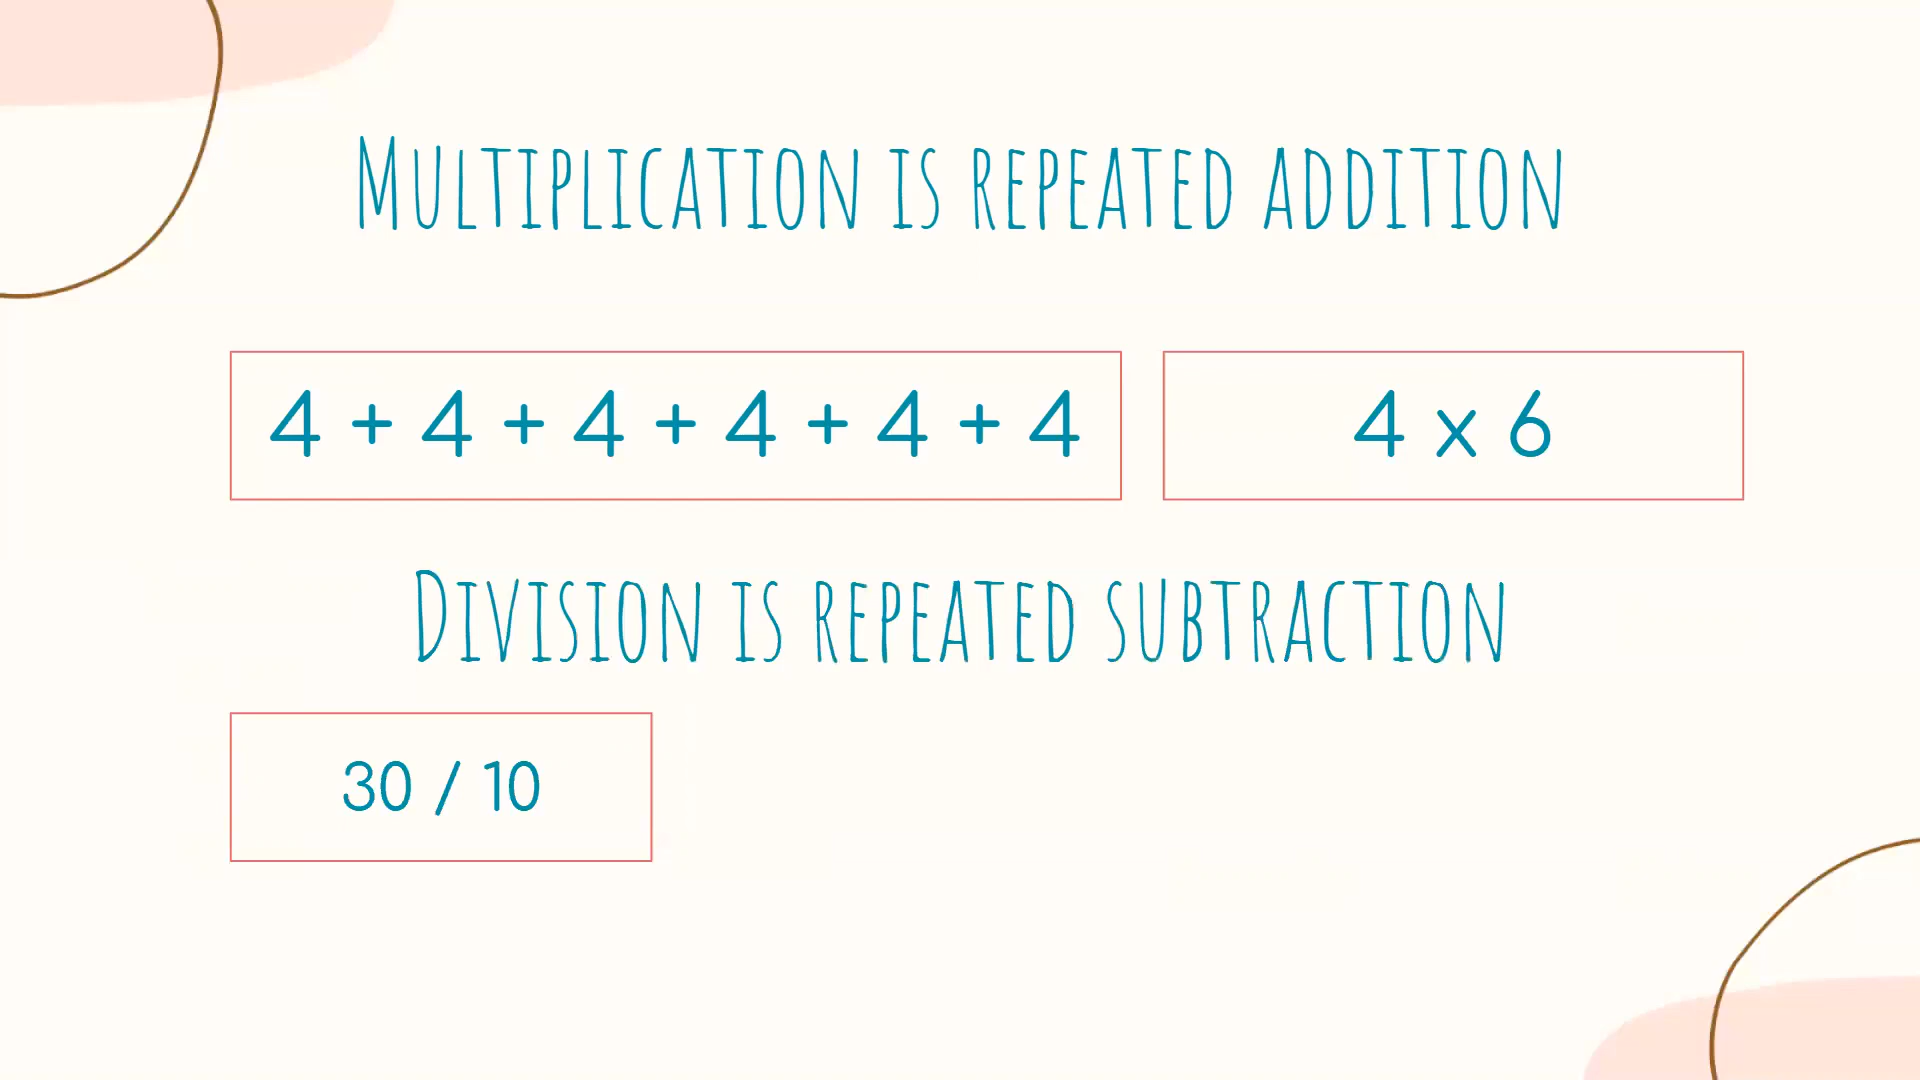 Multiplication is repeated addition
4 + 4 + 4 + 4 + 4 + 4
4 x 6
Division is repeated subtraction
30 / 10